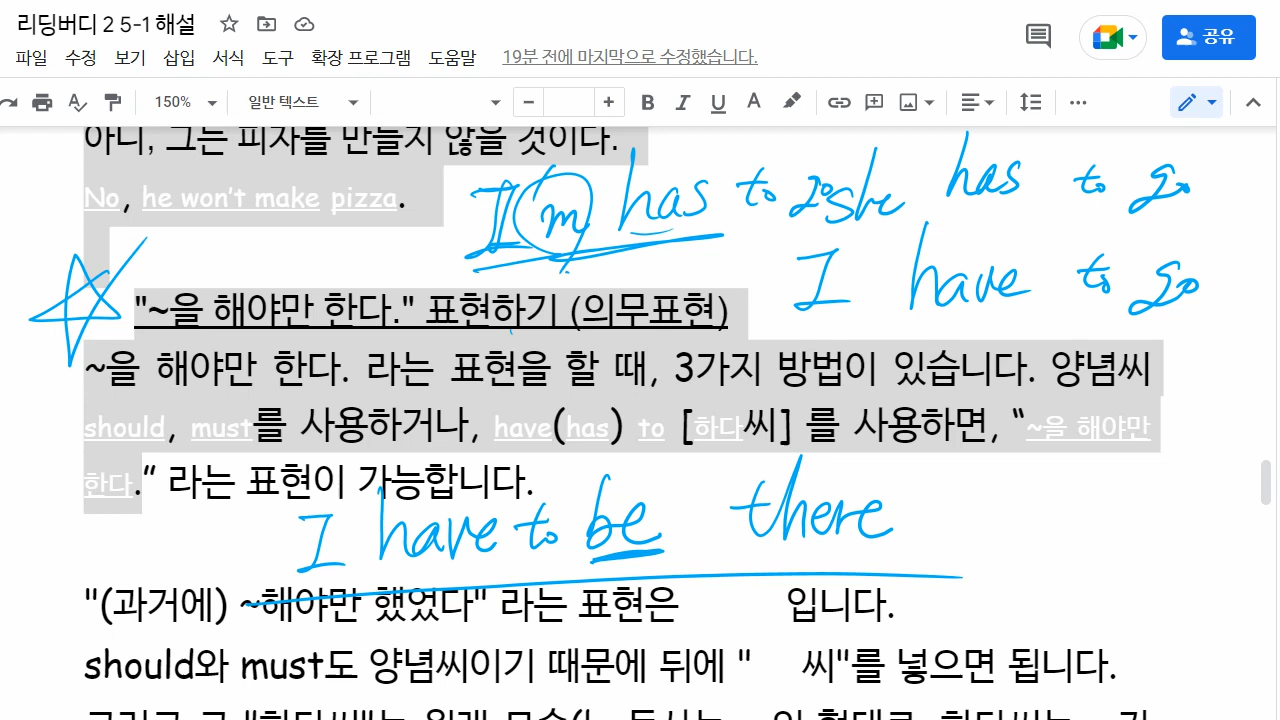 리딩버디 2 5-1 해설
파일 수정 보기 삽입 서식 도구 확장 프로그램 도움말 19분 전에 마지막으로 수정했습니다.
공유
150% 일반 텍스트 B I U A
아니, 그는 피자를 만들지 않을 것이다.
No, he won't make pizza.
Im has to go she has to go
I have to go
"~을 해야만 한다." 표현하기 (의무표현)
~을 해야만 한다. 라는 표현을 할 때, 3가지 방법이 있습니다. 양념씨
should, must를 사용하거나, have(has) to [하다씨] 를 사용하면, “~을 해야만
한다.” 라는 표현이 가능합니다.
I have to be there
"(과거에) ~해야만 했었다" 라는 표현은 입니다.
should와 must도 양념씨이기 때문에 뒤에 " 씨"를 넣으면 됩니다.